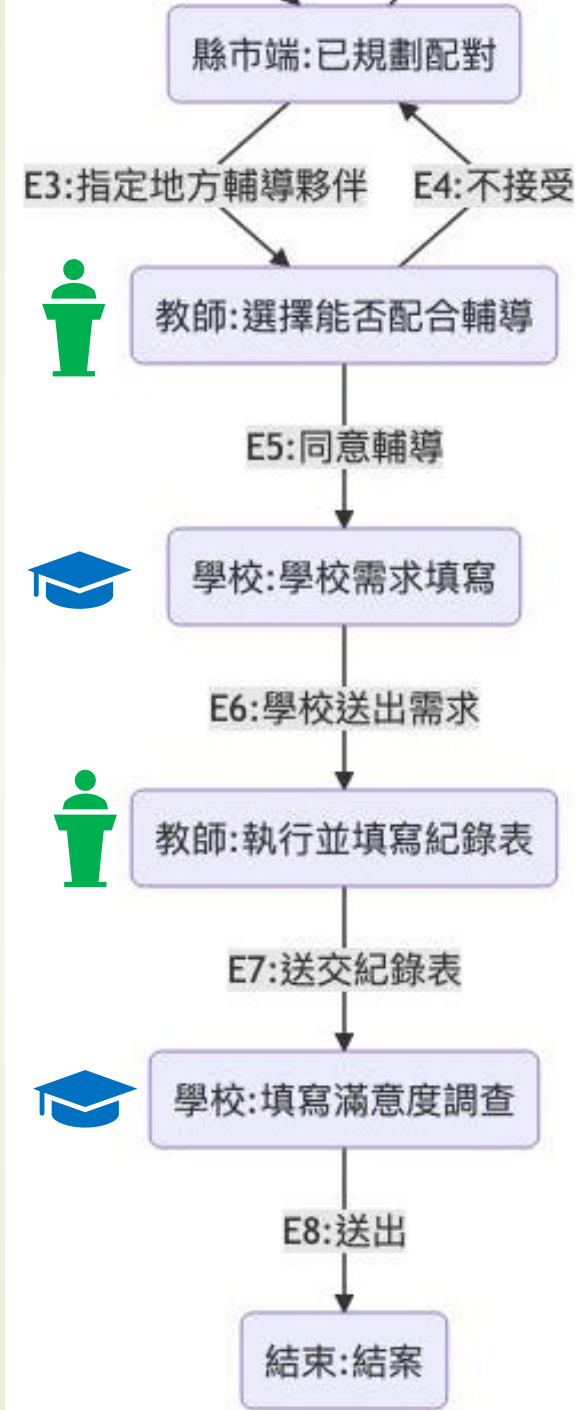 縣市端:已規劃配對
E3:指定地方輔導夥伴
E4:不接受
教師:選擇能否配合輔導
E5:同意輔導
學校:學校需求填寫
E6:學校送出需求
教師:執行並填寫紀錄表
E7:送交紀錄表
學校:填寫滿意度調查
E8:送出
結束:結案